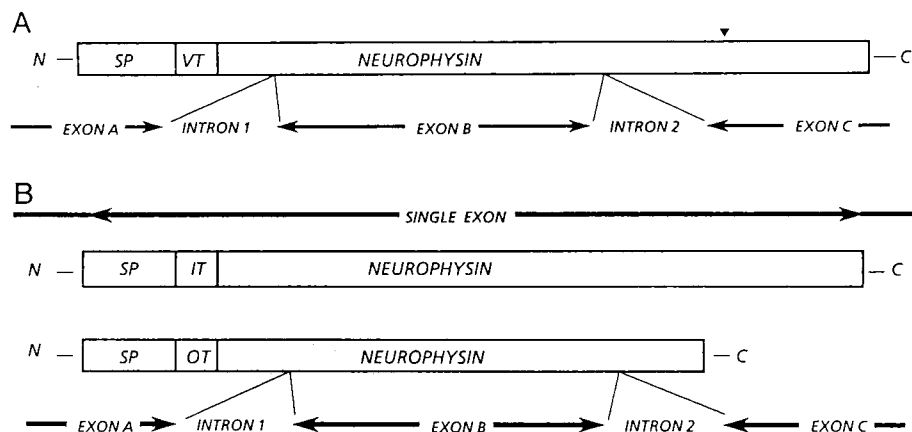 A
N SP VT NEUROPHYSIN C
EXON A INTRON 1 EXON B INTRON 2 EXON C
B
SINGLE EXON
N SP IT NEUROPHYSIN C
N SP OT NEUROPHYSIN C
EXON A INTRON 1 EXON B INTRON 2 EXON C